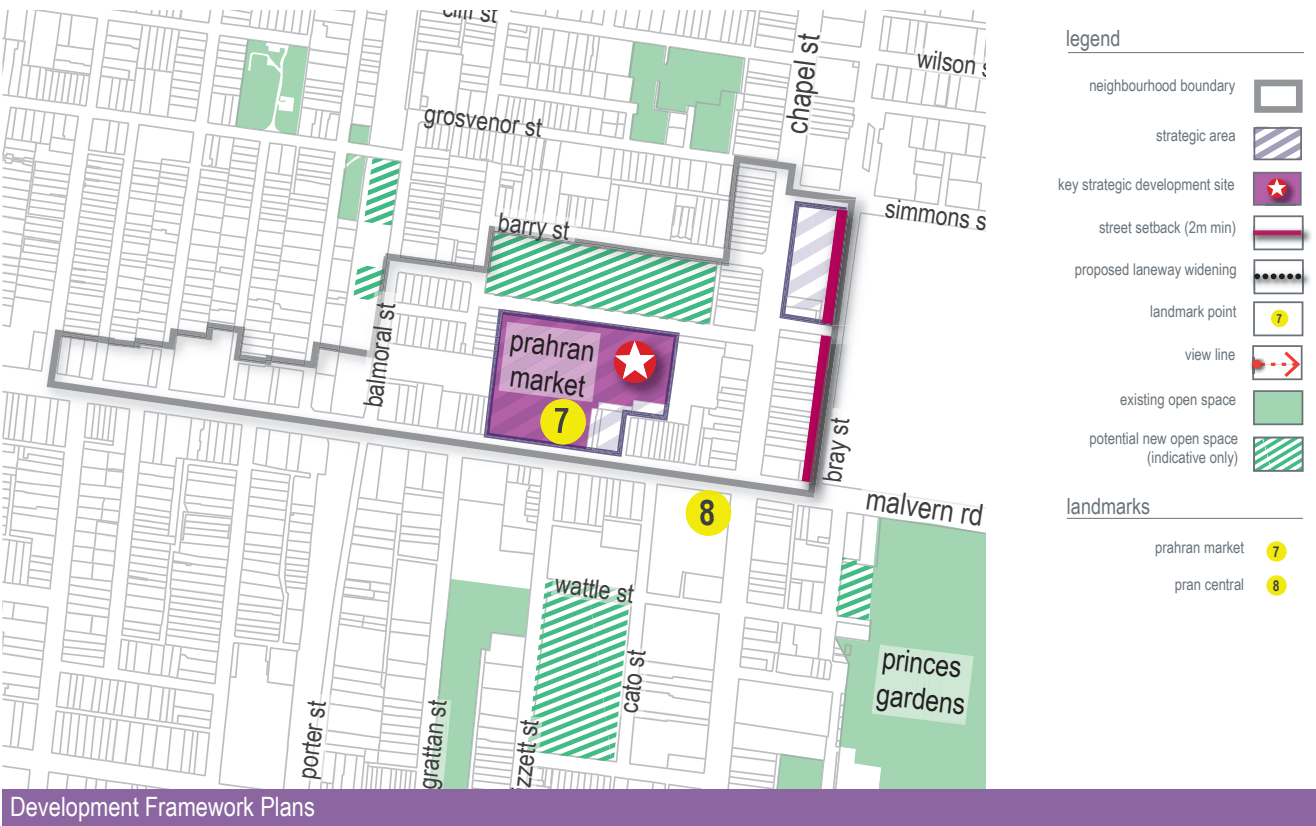 elm st
chapel st
wilson s
grosvenor st
simmons s
barry st
balmoral st
prahran
market
7
bray st
malvern rd
8
wattle st
cato st
princes
gardens
porter st
grattan st
izzett st
legend
neighbourhood boundary
strategic area
key strategic development site
street setback (2m min)
proposed laneway widening
landmark point
7
view line
existing open space
potential new open space
(indicative only)
landmarks
prahran market
7
pran central
8
Development Framework Plans